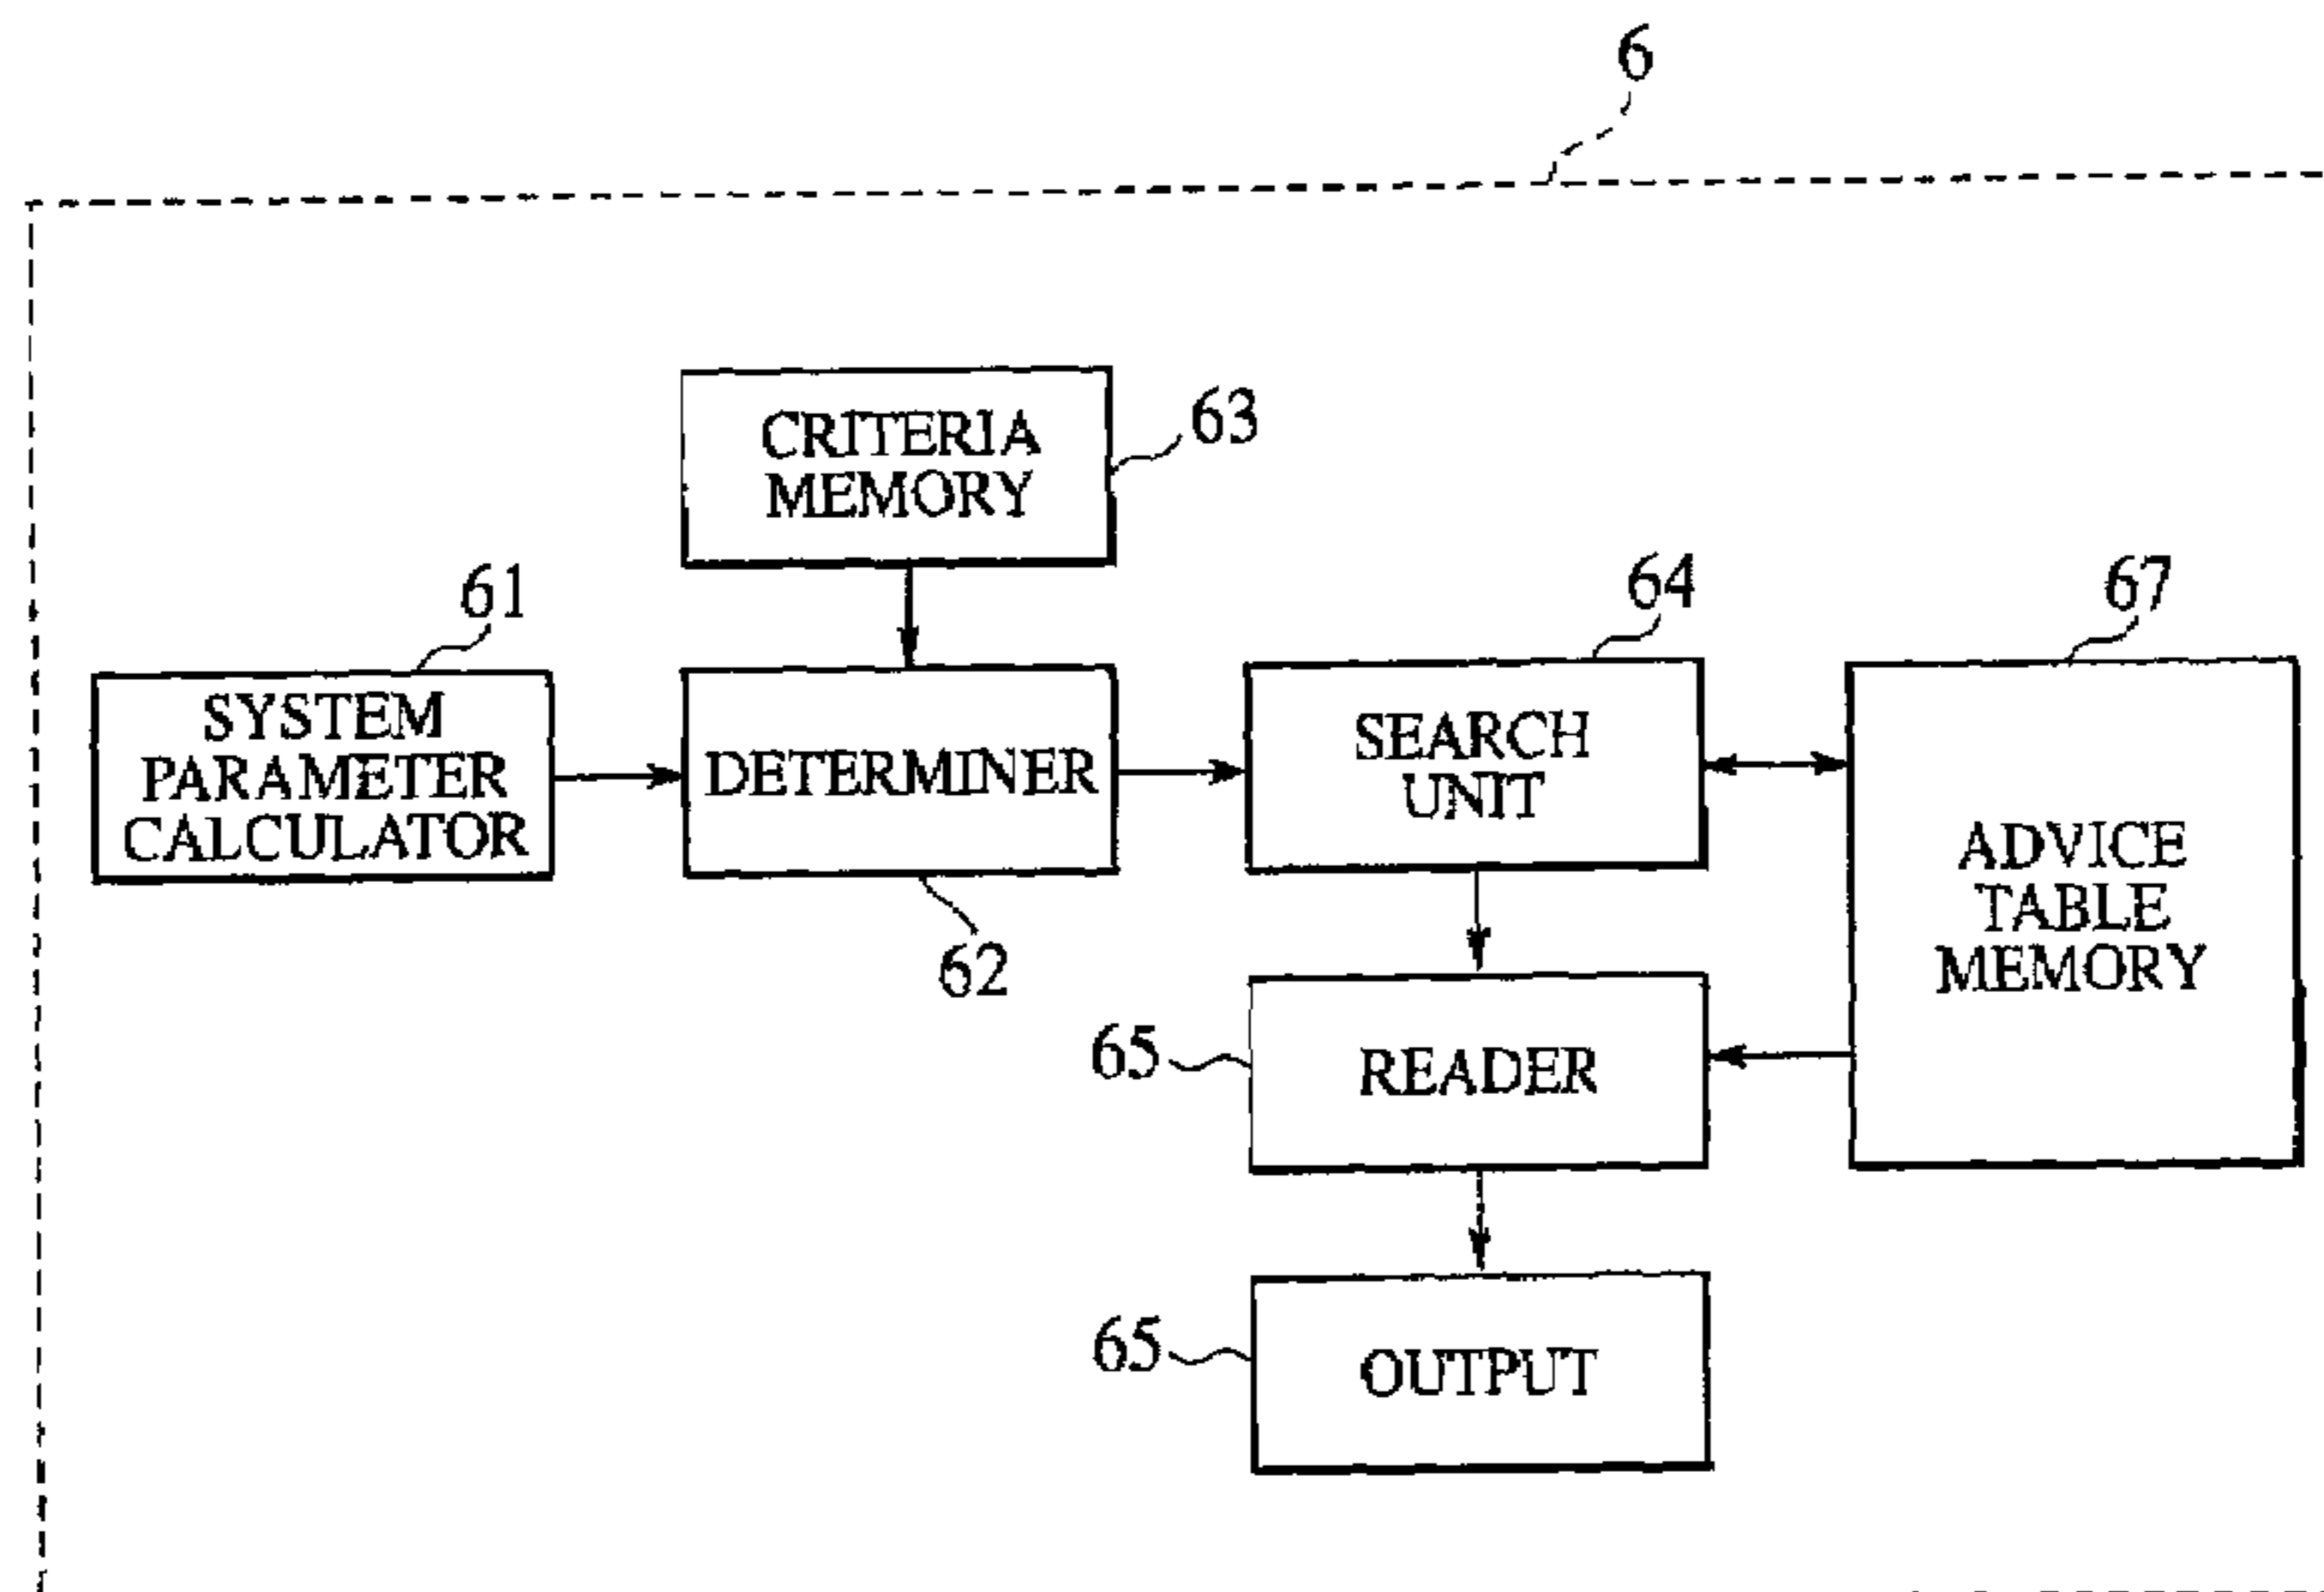 6
CRITERIA
MEMORY
63
61
SYSTEM
PARAMETER
CALCULATOR
DETERMINER
62
64
SEARCH
UNIT
67
ADVICE
TABLE
MEMORY
65
READER
65
OUTPUT